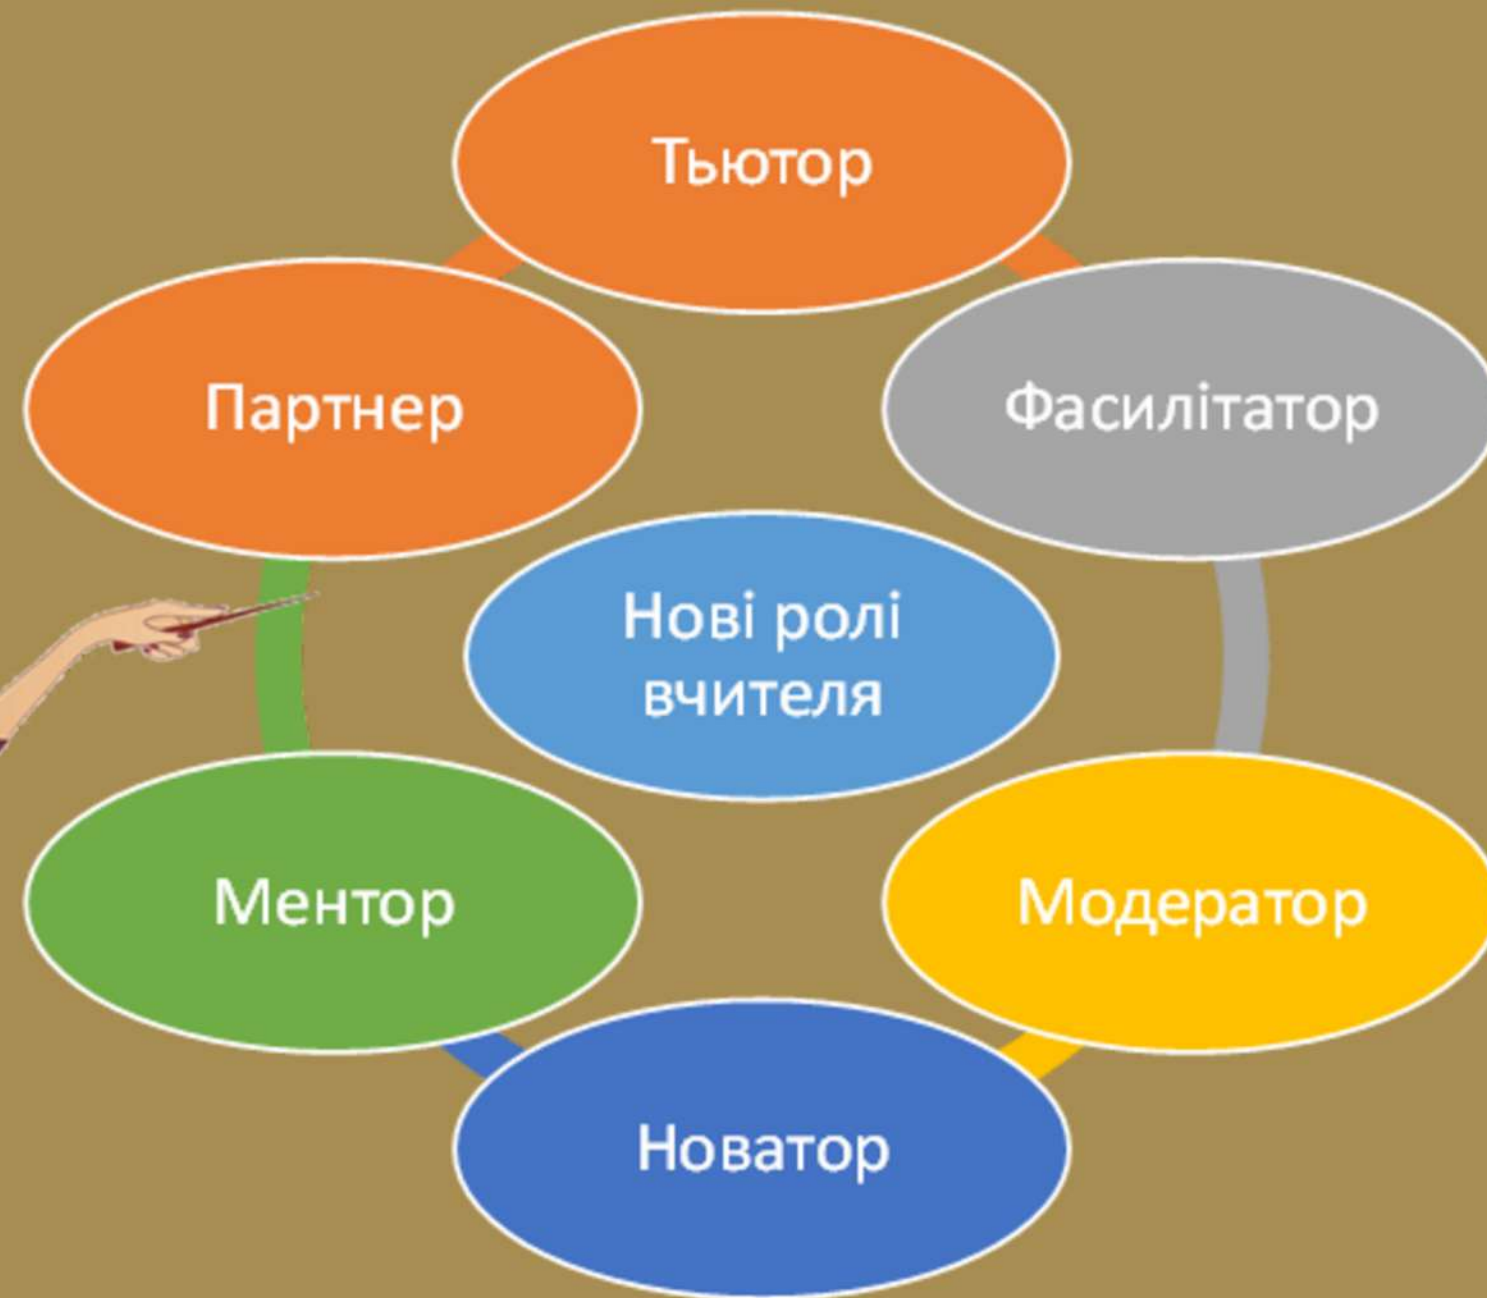 Тьютор
Партнер
Фасилітатор
Нові ролі
вчителя
Ментор
Модератор
Новатор